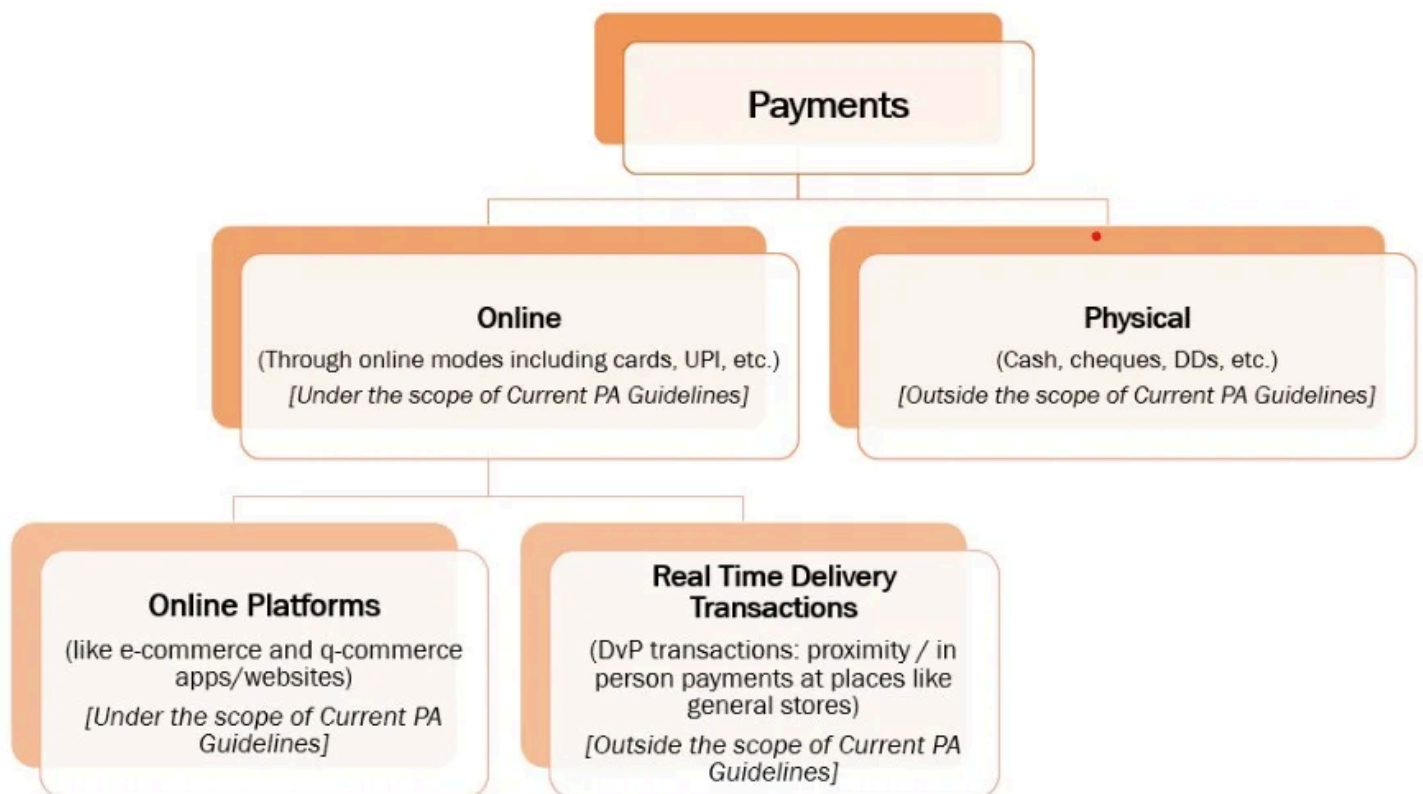 Payments
Online
(Through online modes including cards, UPI, etc.)
[Under the scope of Current PA Guidelines]
Physical
(Cash, cheques, DDs, etc.)
[Outside the scope of Current PA Guidelines]
Online Platforms
(like e-commerce and q-commerce
apps/websites)
[Under the scope of Current PA
Guidelines]
Real Time Delivery
Transactions
(DvP transactions: proximity / in
person payments at places like
general stores)
[Outside the scope of Current PA
Guidelines]